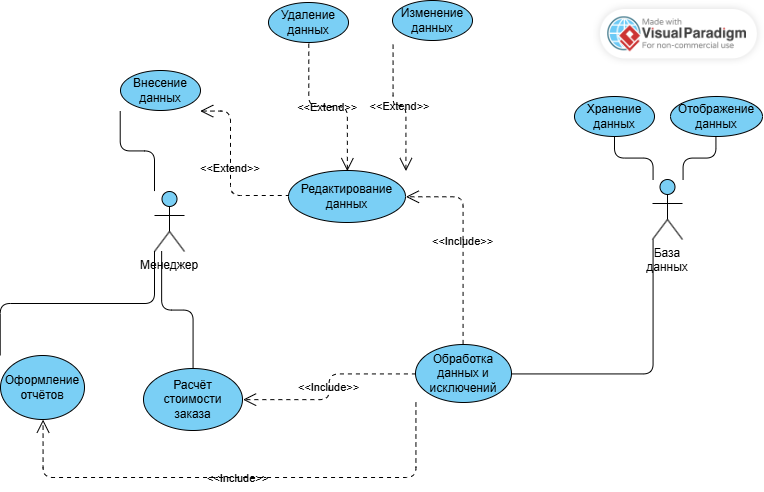 Удаление
данных
Изменение
данных
Made with
Visual Paradigm
For non-commercial use
Внесение
данных
<<Extend>>
<<Extend>>
Хранение
данных
Отображение
данных
<<Extend>>
Редактирование
данных
Менеджер
<<Include>>
База
данных
Оформление
отчётов
Расчёт
стоимости
заказа
<<Include>>
Обработка
данных и
исключений
<<Include>>